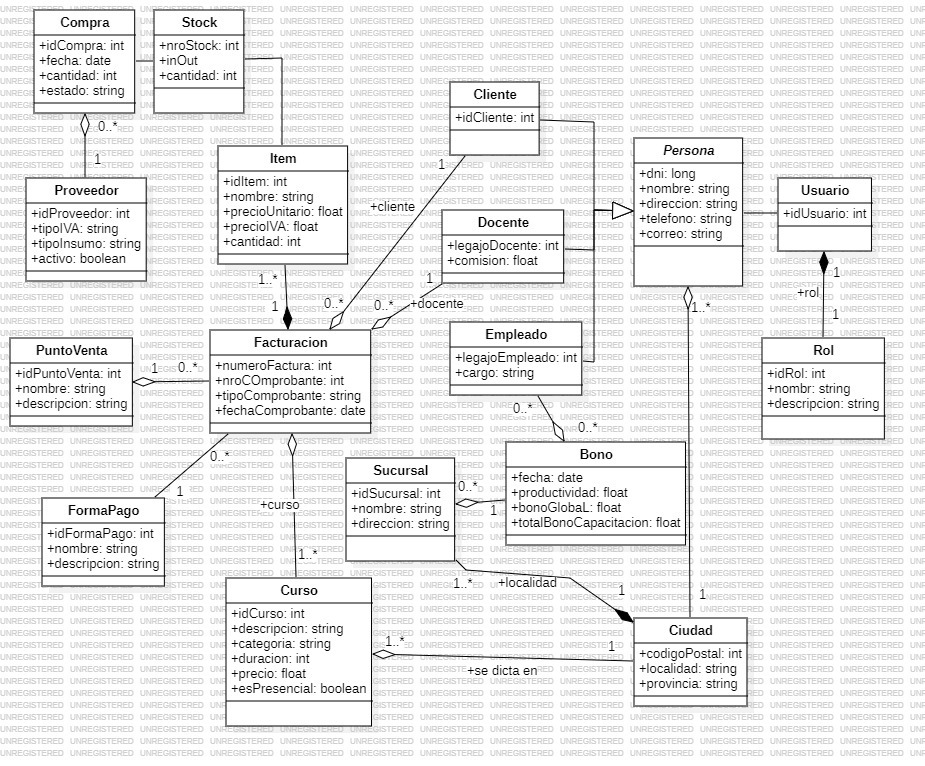 Compra
+idCompra: int
+fecha: date
+cantidad: int
+estado: string
Stock
+nroStock: int
+inOut
+cantidad: int
0..*
1
Proveedor
+idProveedor: int
+tipoIVA: string
+tipoInsumo: string
+activo: boolean
Item
+idItem: int
+nombre: string
+precioUnitario: float
+precioIVA: float
+cantidad: int
Cliente
+idCliente: int
1
+cliente
0..*
Docente
+legajoDocente: int
+comision: float
1
+docente
0..*
Persona
+dni: long
+nombre: string
+direccion: string
+telefono: string
+correo: string
Usuario
+idUsuario: int
1
+rol
1
Rol
+idRol: int
+nombr: string
+descripcion: string
1..*
1
Facturacion
+numeroFactura: int
+nroCOmprobante: int
+tipoComprobante: string
+fechaComprobante: date
PuntoVenta
+idPuntoVenta: int
+nombre: string
+descripcion: string
1
0..*
Empleado
+legajoEmpleado: int
+cargo: string
0..*
0..*
Bono
+fecha: date
+productividad: float
+bonoGlobaL: float
+totalBonoCapacitacion: float
Sucursal
+idSucursal: int
+nombre: string
+direccion: string
0..*
1
0..*
1
FormaPago
+idFormaPago: int
+nombre: string
+descripcion: string
+curso
1..*
Curso
+idCurso: int
+descripcion: string
+categoria: string
+duracion: int
+precio: float
+esPresencial: boolean
1..*
+localidad
1
1..*
1
+se dicta en
1..*
1
Ciudad
+codigoPostal: int
+localidad: string
+provincia: string
UNREGISTERED